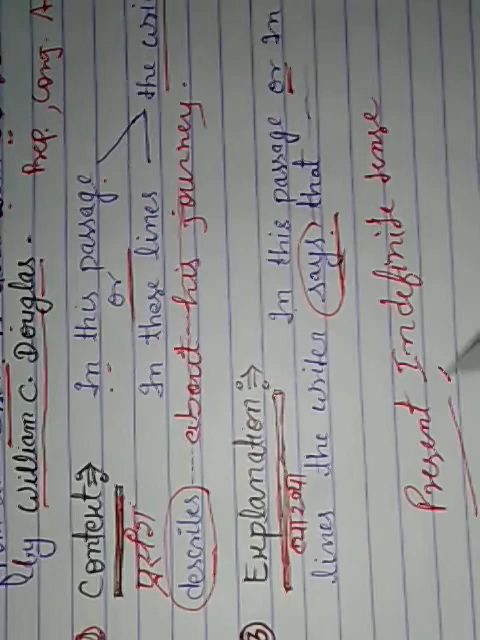 by William C. Douglas. Prep., Conj. A
Context⇒ In this passage
or the wri
प्रसंग In these lines
describes ---- about --- his journey.
3 Explanation⇒ In this passage or In
व्याख्या
lines the writer says that
Present Indefinite tense